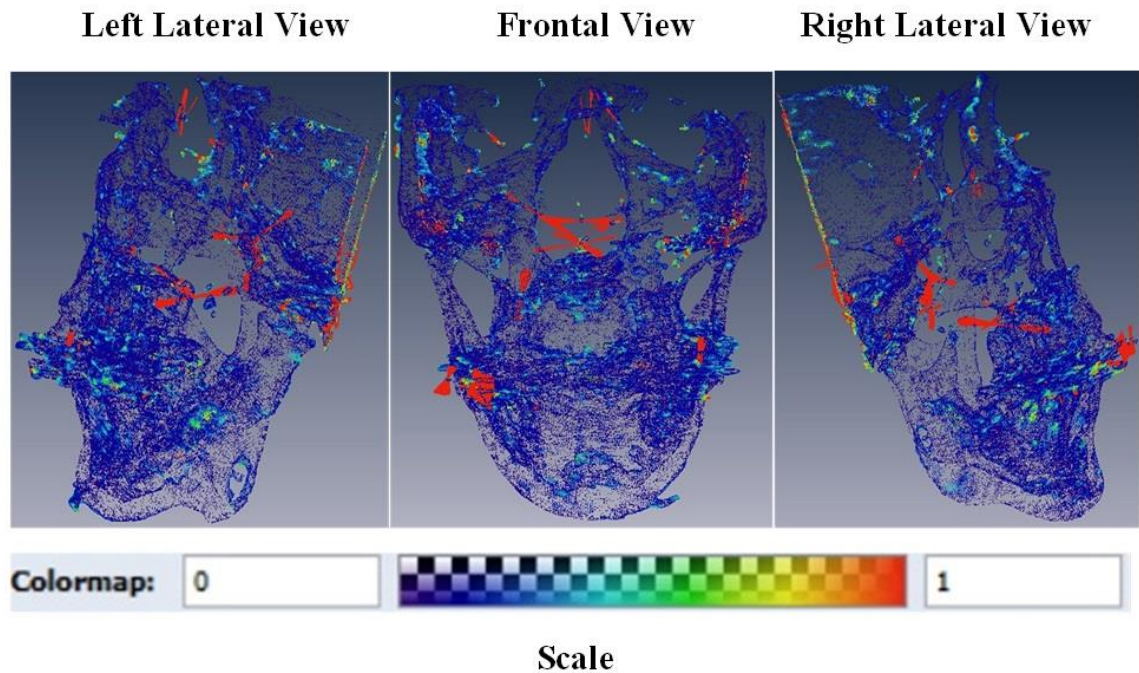 Left Lateral View
Frontal View
Right Lateral View
Colormap:
0
1
Scale